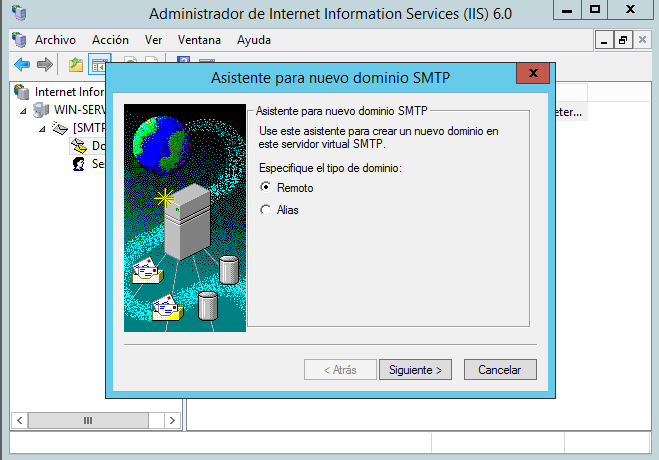 Administrador de Internet Information Services (IIS) 6.0
Archivo Acción Ver Ventana Ayuda
Asistente para nuevo dominio SMTP
Internet Infor
WIN-SERV
[SMTP
Do
Se
eter...
Asistente para nuevo dominio SMTP
Use este asistente para crear un nuevo dominio en
este servidor virtual SMTP.
Especifique el tipo de dominio:
Remoto
Alias
< Atrás Siguiente > Cancelar